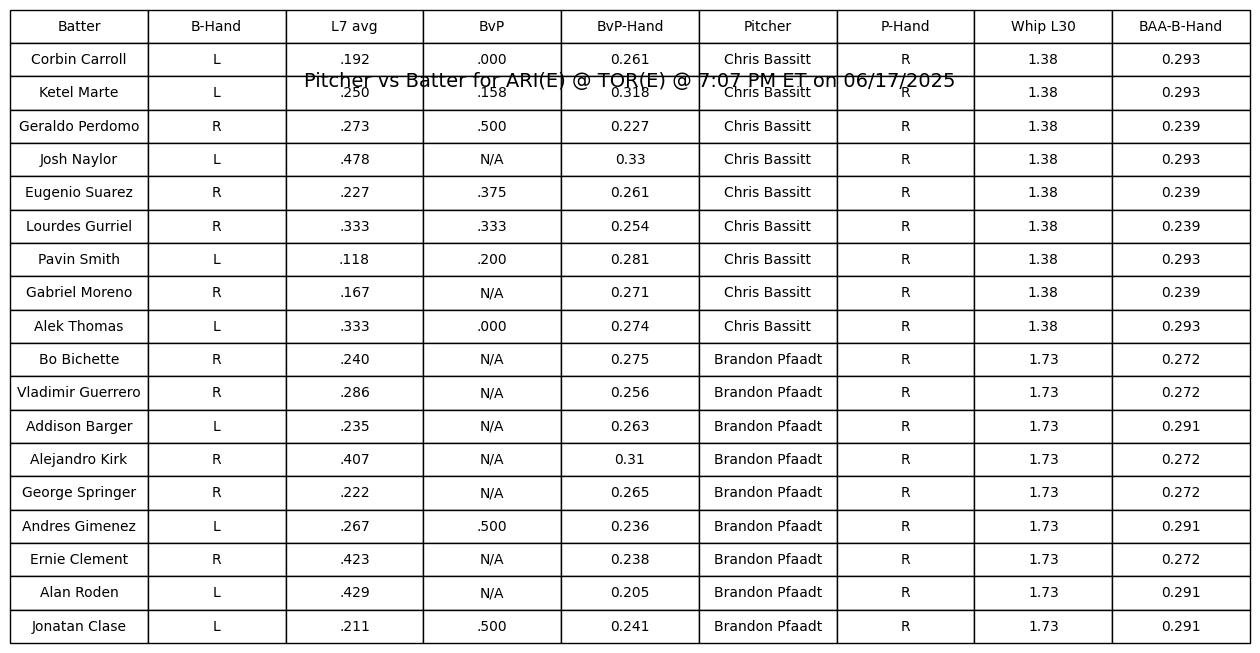 Batter B-Hand L7 avg BvP BvP-Hand Pitcher P-Hand Whip L30 BAA-B-Hand
Corbin Carroll L .192 .000 0.261 Chris Bassitt R 1.38 0.293
Pitcher vs Batter for ARI(E) @ TOR(E) @ 7:07 PM ET on 06/17/2025
Ketel Marte L .250 .158 0.318 Chris Bassitt R 1.38 0.293
Geraldo Perdomo R .273 .500 0.227 Chris Bassitt R 1.38 0.239
Josh Naylor L .478 N/A 0.33 Chris Bassitt R 1.38 0.293
Eugenio Suarez R .227 .375 0.261 Chris Bassitt R 1.38 0.239
Lourdes Gurriel R .333 .333 0.254 Chris Bassitt R 1.38 0.239
Pavin Smith L .118 .200 0.281 Chris Bassitt R 1.38 0.293
Gabriel Moreno R .167 N/A 0.271 Chris Bassitt R 1.38 0.239
Alek Thomas L .333 .000 0.274 Chris Bassitt R 1.38 0.293
Bo Bichette R .240 N/A 0.275 Brandon Pfaadt R 1.73 0.272
Vladimir Guerrero R .286 N/A 0.256 Brandon Pfaadt R 1.73 0.272
Addison Barger L .235 N/A 0.263 Brandon Pfaadt R 1.73 0.291
Alejandro Kirk R .407 N/A 0.31 Brandon Pfaadt R 1.73 0.272
George Springer R .222 N/A 0.265 Brandon Pfaadt R 1.73 0.272
Andres Gimenez L .267 .500 0.236 Brandon Pfaadt R 1.73 0.291
Ernie Clement R .423 N/A 0.238 Brandon Pfaadt R 1.73 0.272
Alan Roden L .429 N/A 0.205 Brandon Pfaadt R 1.73 0.291
Jonatan Clase L .211 .500 0.241 Brandon Pfaadt R 1.73 0.291